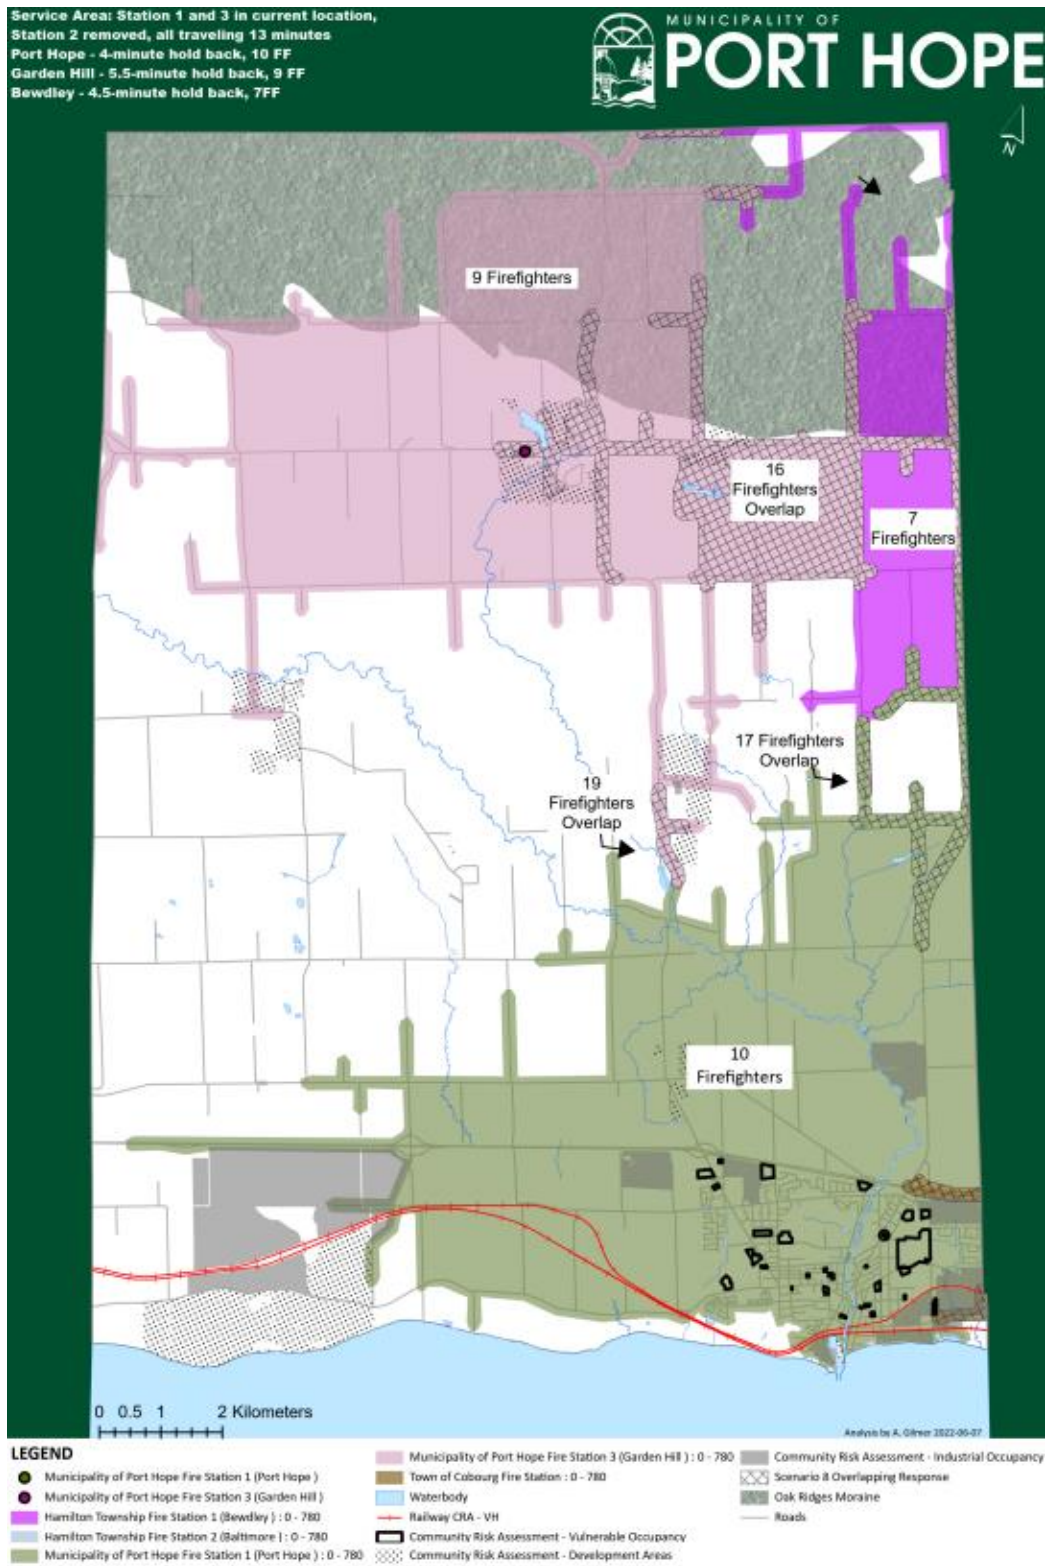 Service Area: Station 1 and 3 in current location,
Station 2 removed, all traveling 13 minutes
Port Hope - 4-minute hold back, 10 FF
Garden Hill - 5.5-minute hold back, 9 FF
Bewdley - 4.5-minute hold back, 7FF
MUNICIPALITY OF
PORT HOPE
N
9 Firefighters
16
Firefighters
Overlap
7
Firefighters
17 Firefighters
Overlap
19
Firefighters
Overlap
10
Firefighters
0 0.5 1 2 Kilometers
Analysis by A. Gilmer 2022-06-07
LEGEND
Municipality of Port Hope Fire Station 1 (Port Hope )
Municipality of Port Hope Fire Station 3 (Garden Hill )
Hamilton Township Fire Station 1 (Bewdley ) : 0 - 780
Hamilton Township Fire Station 2 (Baltimore ) : 0 - 780
Municipality of Port Hope Fire Station 1 (Port Hope ) : 0 - 780
Municipality of Port Hope Fire Station 3 (Garden Hill ) : 0 - 780
Town of Cobourg Fire Station : 0 - 780
Waterbody
Railway CRA - VH
Community Risk Assessment - Vulnerable Occupancy
Community Risk Assessment - Development Areas
Community Risk Assessment - Industrial Occupancy
Scenario 8 Overlapping Response
Oak Ridges Moraine
Roads